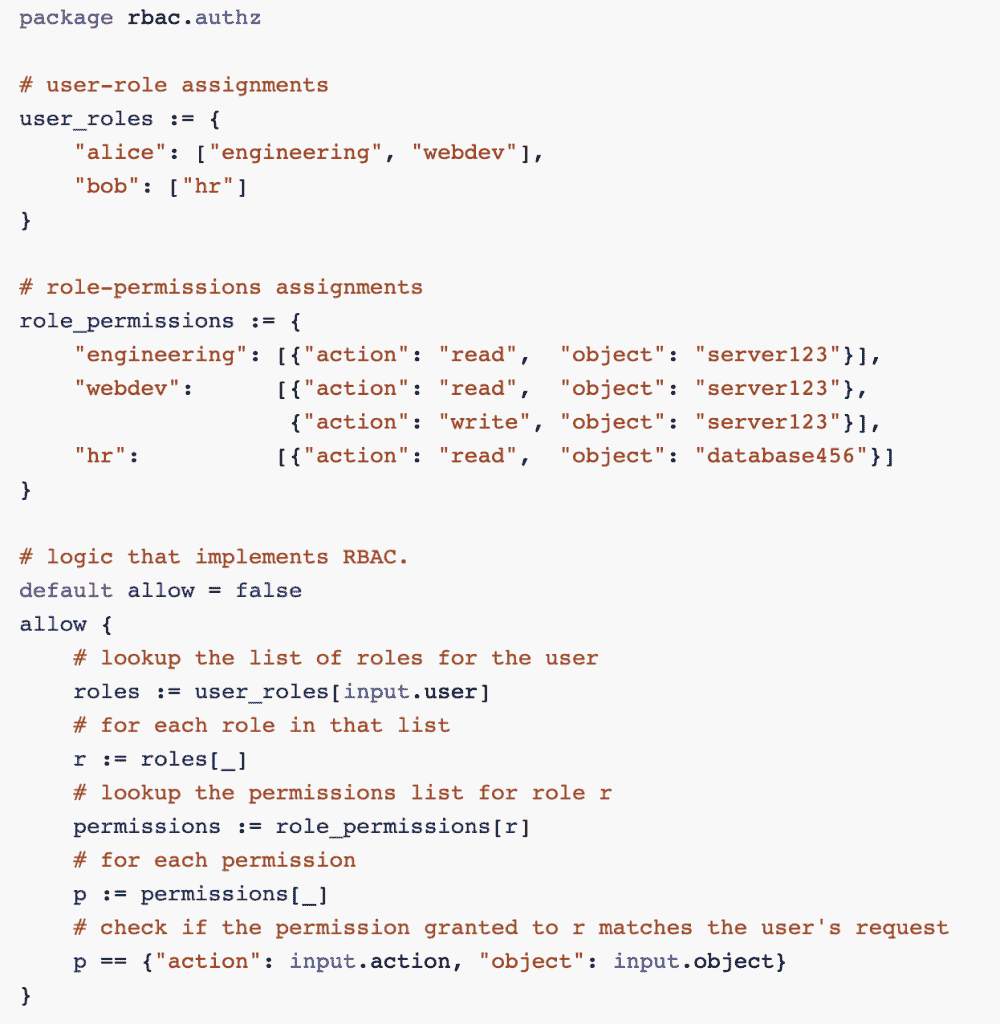 package rbac.authz

# user-role assignments
user_roles := {
    "alice": ["engineering", "webdev"],
    "bob": ["hr"]
}

# role-permissions assignments
role_permissions := {
    "engineering": [{"action": "read",  "object": "server123"}],
    "webdev":      [{"action": "read",  "object": "server123"},
                    {"action": "write", "object": "server123"}],
    "hr":          [{"action": "read",  "object": "database456"}]
}

# logic that implements RBAC.
default allow = false
allow {
    # lookup the list of roles for the user
    roles := user_roles[input.user]
    # for each role in that list
    r := roles[_]
    # lookup the permissions list for role r
    permissions := role_permissions[r]
    # for each permission
    p := permissions[_]
    # check if the permission granted to r matches the user's request
    p == {"action": input.action, "object": input.object}
}